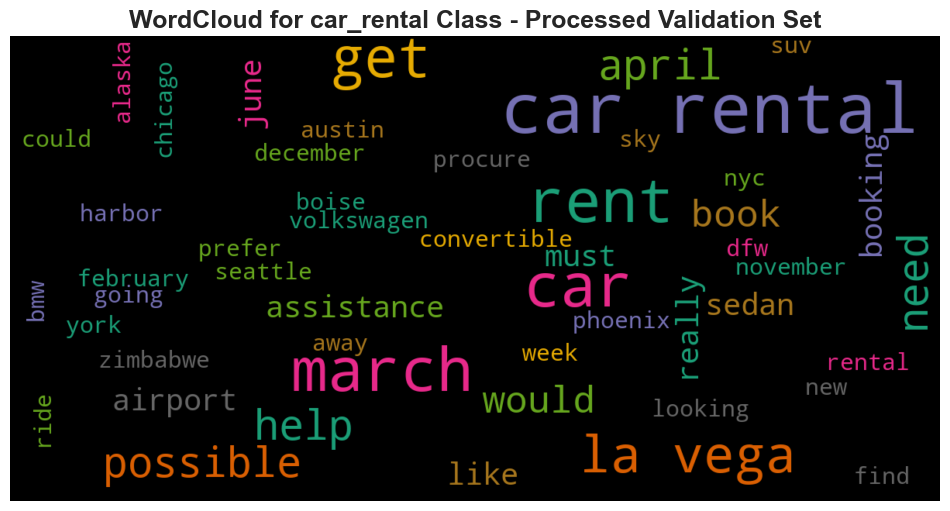 WordCloud for car_rental Class - Processed Validation Set
get
april
suv
alaska
chicago
june
car rental
could
austin
december
sky
procure
booking
nyc
harbor
boise
volkswagen
rent
book
prefer
convertible
must
dfw
february
seattle
november
need
going
bmw
car
really
sedan
york
assistance
phoenix
away
week
zimbabwe
march
rental
new
airport
would
looking
ride
help
possible
like
la vega
find